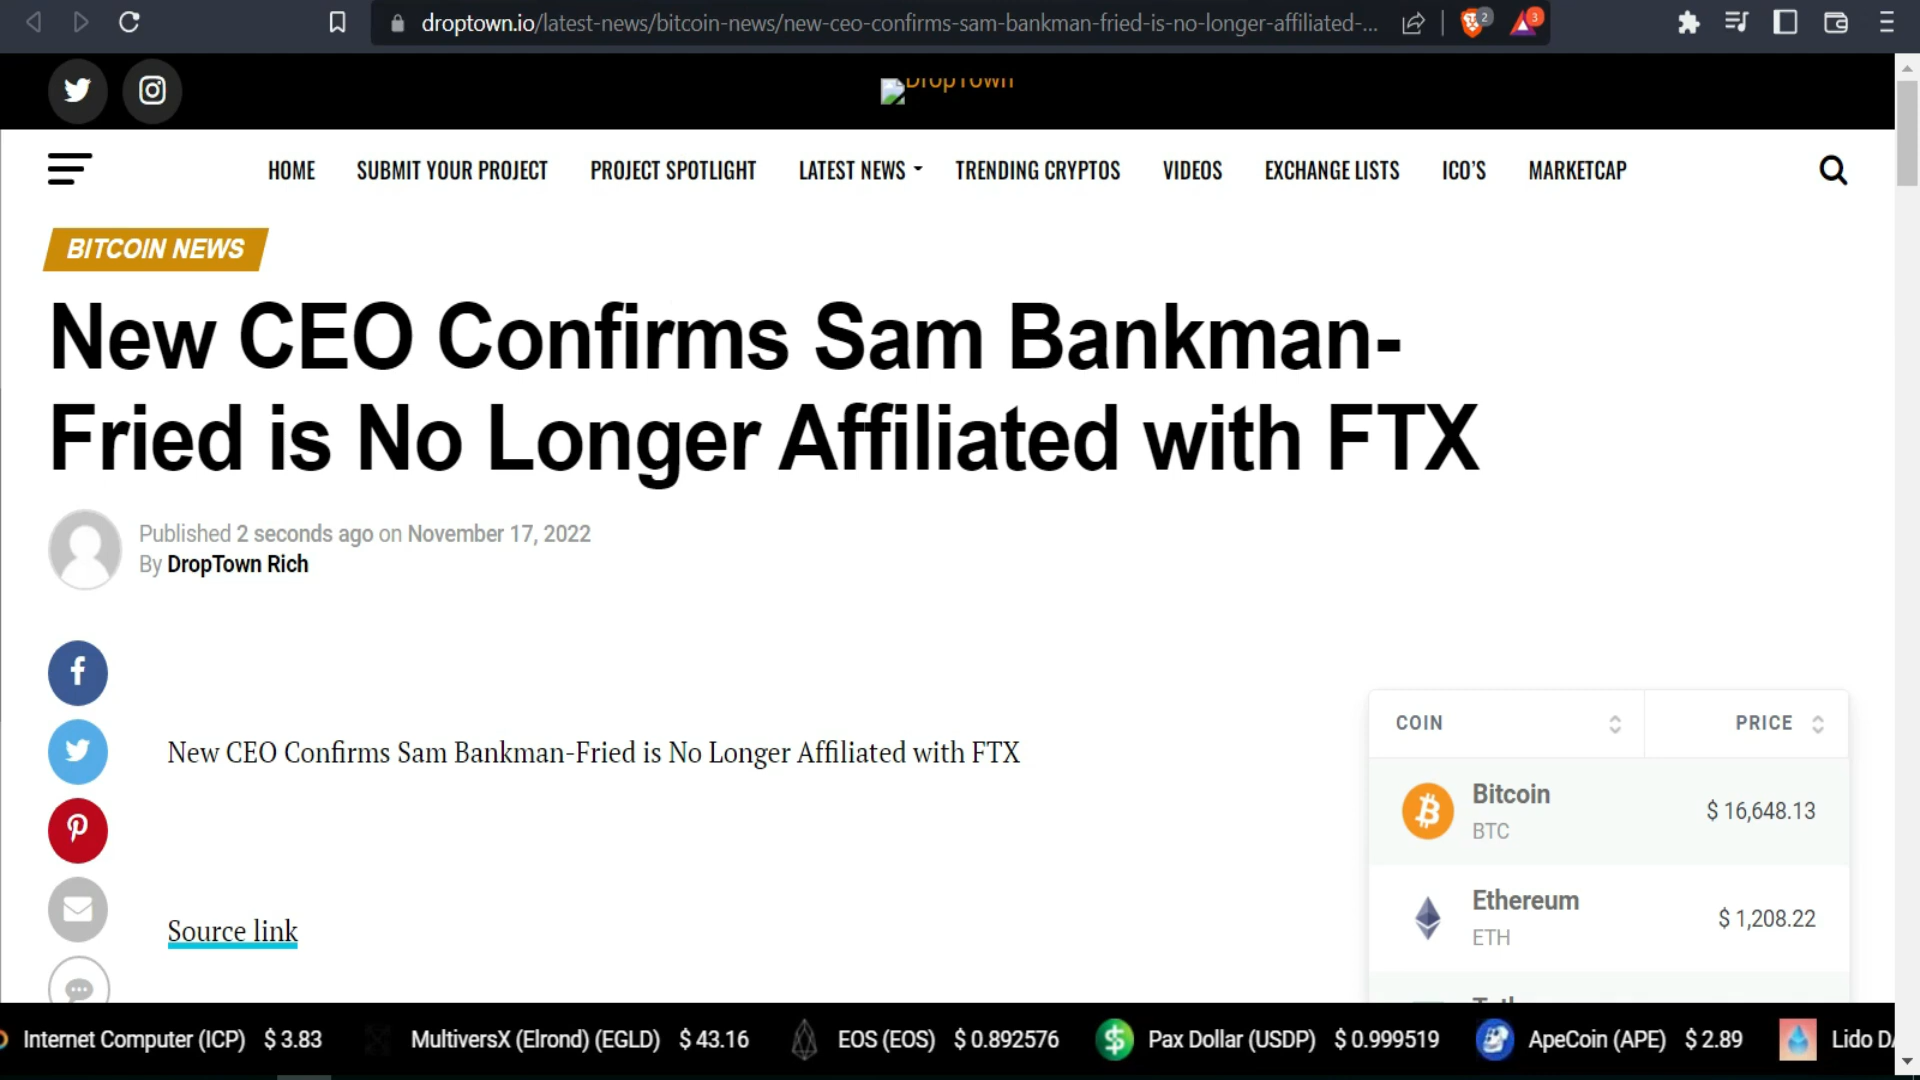 droptown.io/latest-news/bitcoin-news/new-ceo-confirms-sam-bankman-fried-is-no-longer-affiliated-...
2
3
DropTown
HOME SUBMIT YOUR PROJECT PROJECT SPOTLIGHT LATEST NEWS TRENDING CRYPTOS VIDEOS EXCHANGE LISTS ICO'S MARKETCAP
BITCOIN NEWS
New CEO Confirms Sam Bankman-
Fried is No Longer Affiliated with FTX
Published 2 seconds ago on November 17, 2022
By DropTown Rich
New CEO Confirms Sam Bankman-Fried is No Longer Affiliated with FTX
Source link
COIN PRICE
Bitcoin
BTC
$ 16,648.13
Ethereum
ETH
$ 1,208.22
Internet Computer (ICP) $ 3.83 MultiversX (Elrond) (EGLD) $ 43.16 EOS (EOS) $ 0.892576 Pax Dollar (USDP) $ 0.999519 ApeCoin (APE) $ 2.89 Lido